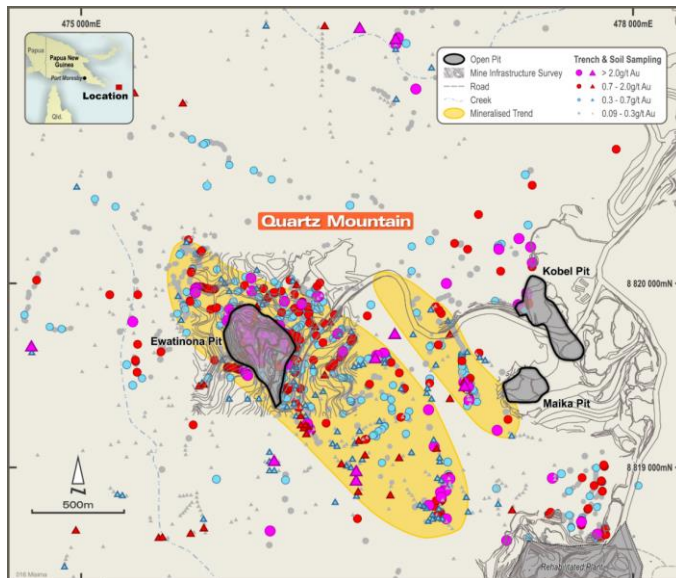 475 000mE
478 000mE
Papua
Papua New
Guinea
Port Moresby
Location
Qld.
Open Pit
Mine Infrastructure Survey
Road
Creek
Mineralised Trend
Trench & Soil Sampling
> 2.0g/t Au
0.7 - 2.0g/t Au
0.3 - 0.7g/t Au
0.09 - 0.3g/t Au
Quartz Mountain
Kobel Pit
8 820 000mN
Ewatinona Pit
Maika Pit
8 819 000mN
N
500m
Rehabilitated Plant
216 Misima